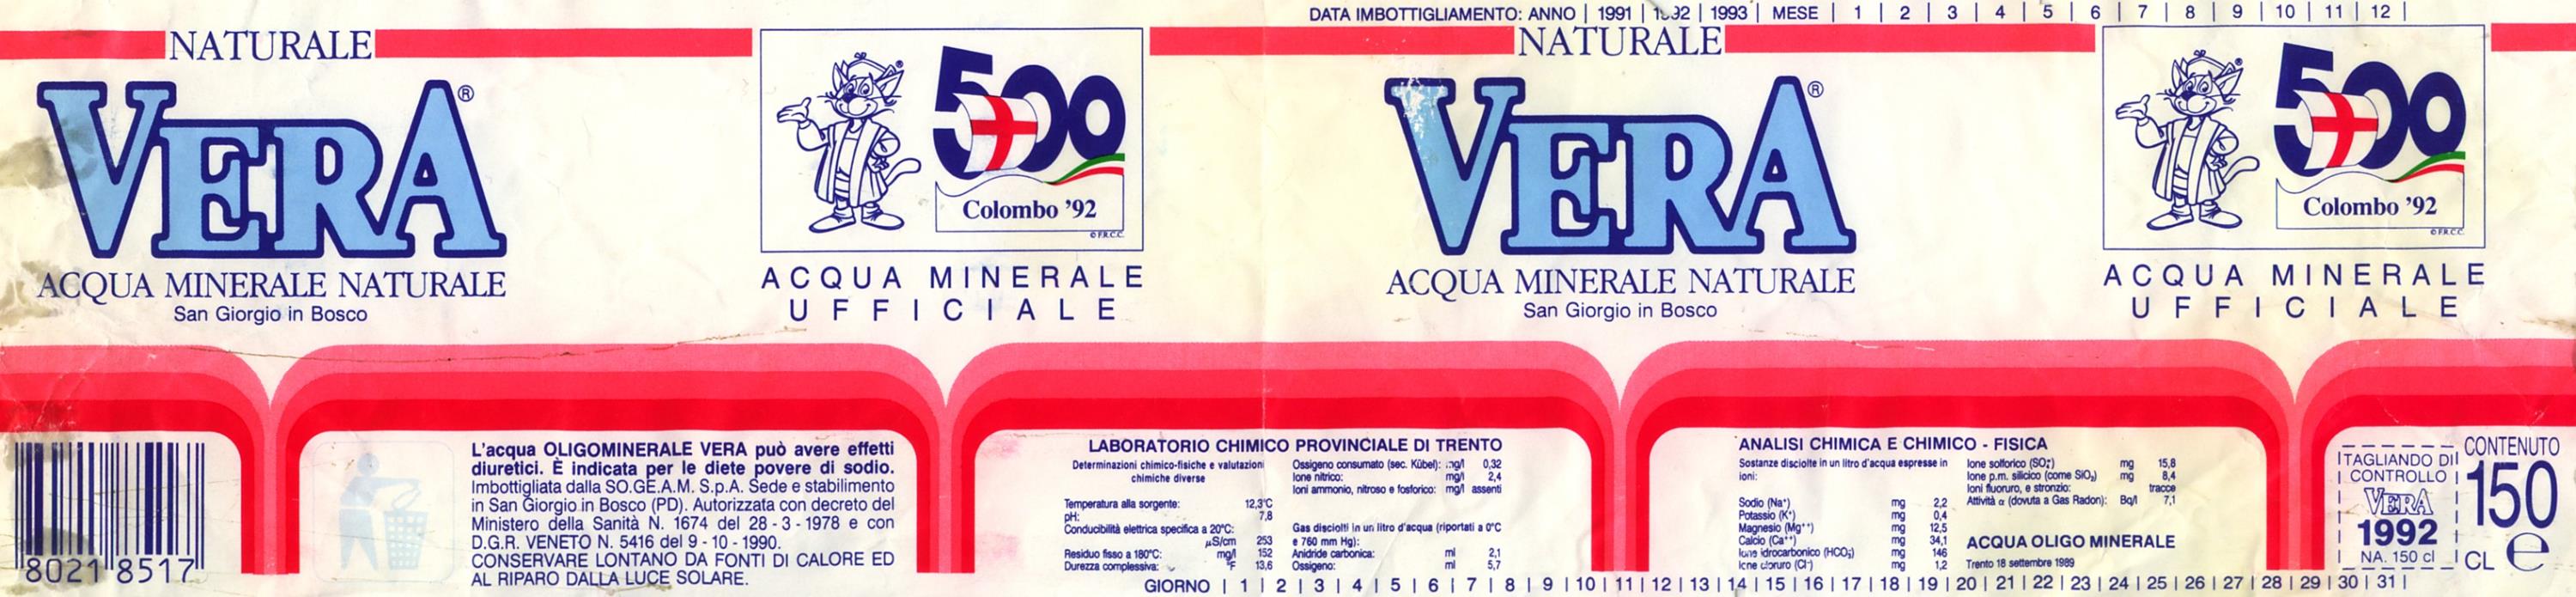 DATA IMBOTTIGLIAMENTO: ANNO | 1991 | 1992 | 1993 | MESE | 1 | 2 | 3 | 4 | 5 | 6 | 7 | 8 | 9 | 10 | 11 | 12 |
NATURALE
VERA®
ACQUA MINERALE NATURALE
San Giorgio in Bosco
®
500
Colombo '92
© F.R.C.C.
ACQUA MINERALE
UFFICIALE
NATURALE
VERA®
ACQUA MINERALE NATURALE
San Giorgio in Bosco
®
500
Colombo '92
© F.R.C.C.
ACQUA MINERALE
UFFICIALE
8021 8517
L'acqua OLIGOMINERALE VERA può avere effetti
diuretici. È indicata per le diete povere di sodio.
Imbottigliata dalla SO.GE.A.M. S.p.A. Sede e stabilimento
in San Giorgio in Bosco (PD). Autorizzata con decreto del
Ministero della Sanità N. 1674 del 28 - 3 - 1978 e con
D.G.R. VENETO N. 5416 del 9 - 10 - 1990.
CONSERVARE LONTANO DA FONTI DI CALORE ED
AL RIPARO DALLA LUCE SOLARE.
LABORATORIO CHIMICO PROVINCIALE DI TRENTO
Determinazioni chimico-fisiche e valutazioni
chimiche diverse
Temperatura alla sorgente: 12,3°C
pH: 7,8
Conducibilità elettrica specifica a 20°C:
µS/cm 253
Residuo fisso a 180°C: mg/l 152
Durezza complessiva: °F 13,6
Ossigeno consumato (sec. Kübel): mg/l 0,32
Ione nitrico: mg/l 2,4
Ioni ammonio, nitroso e fosforico: mg/l assenti
Gas disciolti in un litro d'acqua (riportati a 0°C
e 760 mm Hg):
Anidride carbonica: ml 2,1
Ossigeno: ml 5,7
ANALISI CHIMICA E CHIMICO - FISICA
Sostanze disciolte in un litro d'acqua espresse in
ioni:
Sodio (Na⁺) mg 2,2
Potassio (K⁺) mg 0,4
Magnesio (Mg⁺⁺) mg 12,5
Calcio (Ca⁺⁺) mg 34,1
Ione idrocarbonico (HCO₃⁻) mg 146
Ione cloruro (Cl⁻) mg 1,2
Ione solforico (SO₄⁻) mg 15,8
Ione p.m. silicico (come SiO₂) mg 8,4
Ioni fluoruro, e stronzio: tracce
Attività α (dovuta a Gas Radon): Bq/l 7,1
ACQUA OLIGO MINERALE
Trento 18 settembre 1989
TAGLIANDO DI
CONTROLLO
VERA
1992
NA. 150 cl
CONTENUTO
150
CL e
GIORNO | 1 | 2 | 3 | 4 | 5 | 6 | 7 | 8 | 9 | 10 | 11 | 12 | 13 | 14 | 15 | 16 | 17 | 18 | 19 | 20 | 21 | 22 | 23 | 24 | 25 | 26 | 27 | 28 | 29 | 30 | 31 |